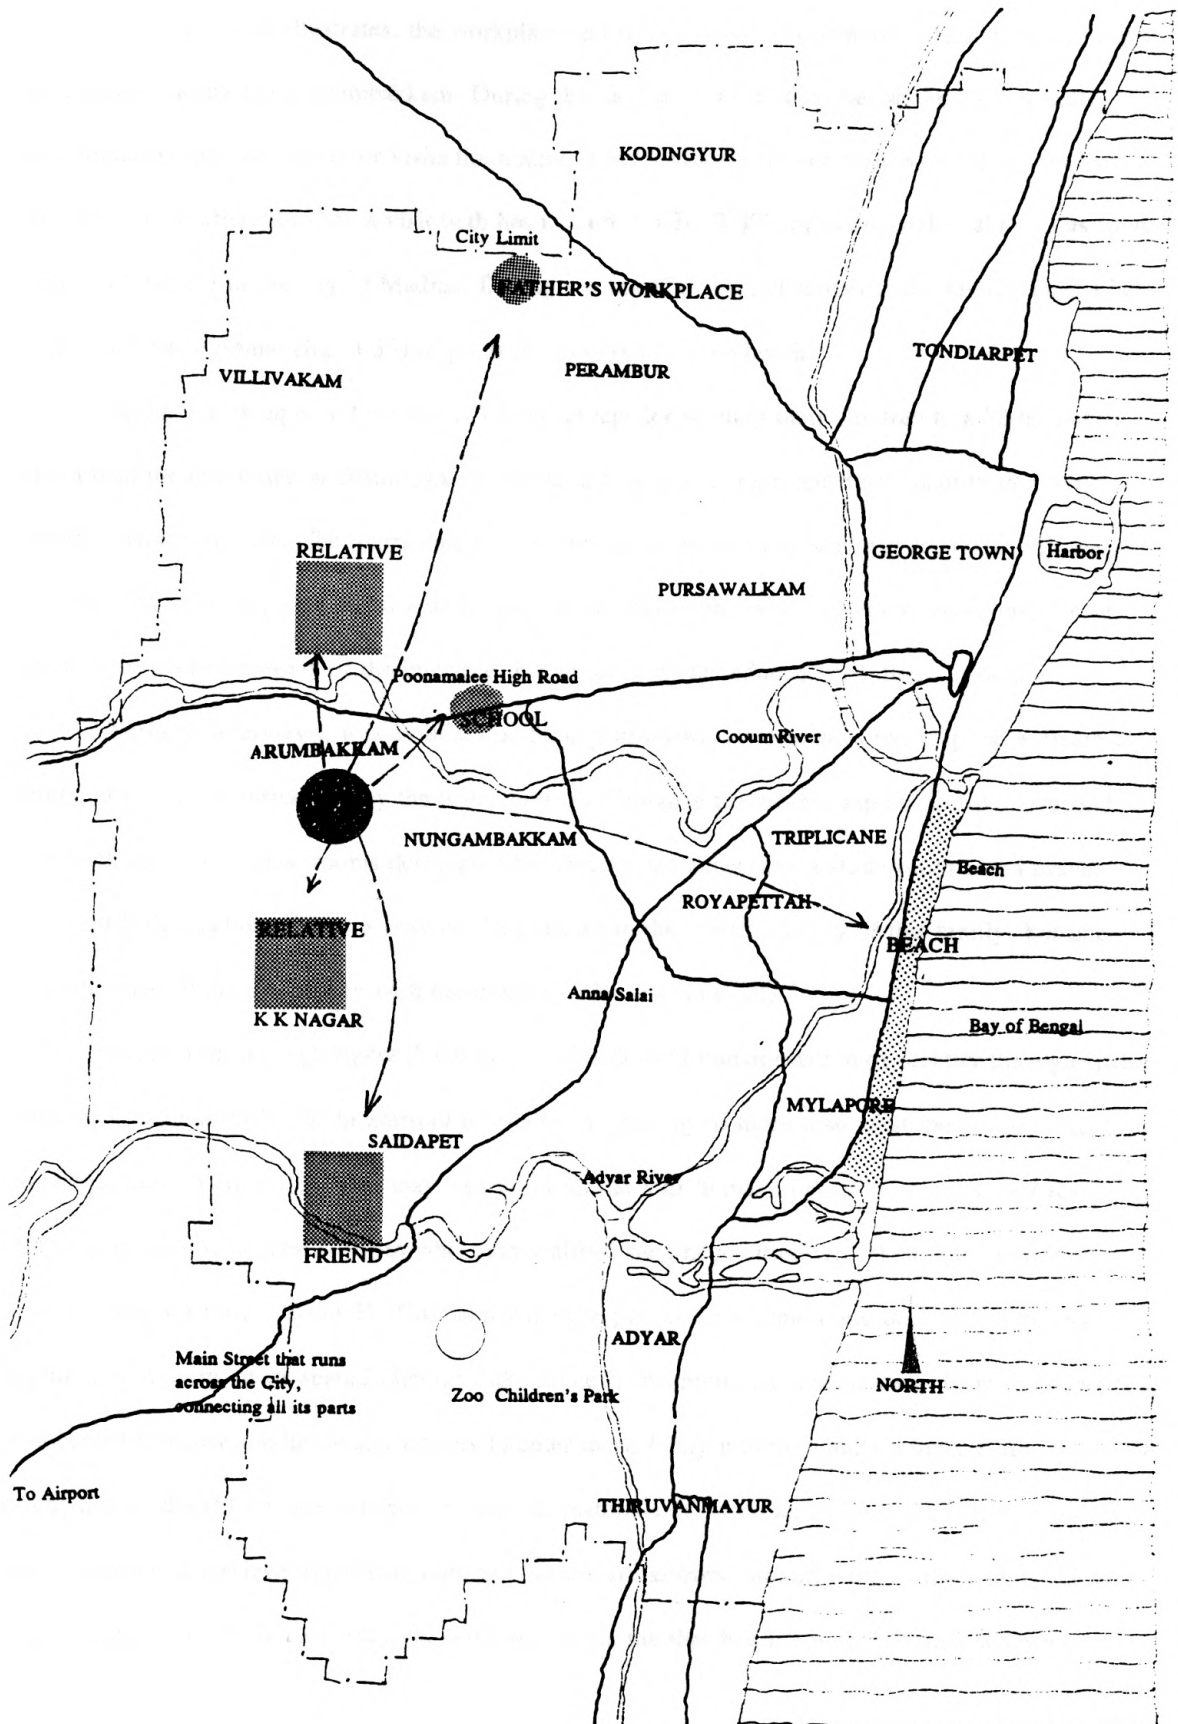 KODINGYUR
City Limit
FATHER'S WORKPLACE
TONDIARPET
PERAMBUR
VILLIVAKAM
RELATIVE
GEORGE TOWN
Harbor
PURSAWALKAM
Poonamalee High Road
SCHOOL
Cooum River
ARUMBAKKAM
NUNGAMBAKKAM
TRIPLICANE
Beach
ROYAPETTAH
RELATIVE
BEACH
Anna Salai
K K NAGAR
Bay of Bengal
MYLAPORE
SAIDAPET
Adyar River
FRIEND
ADYAR
Main Street that runs
across the City,
connecting all its parts
NORTH
Zoo Children's Park
To Airport
THIRUVANMAYUR